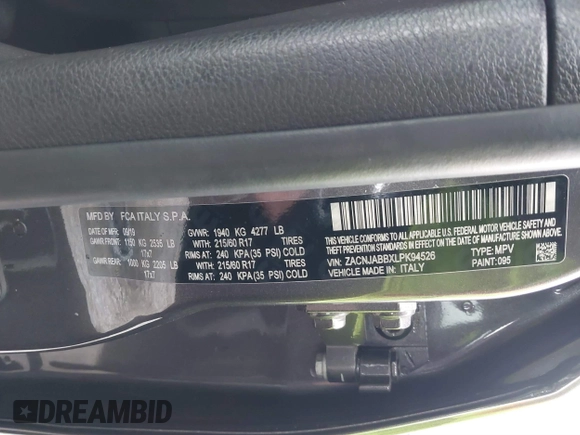 MFD BY FCA ITALY S.P.A.
DATE OF MFR: 09/19 GVWR: 1940 KG 4277 LB
GAWR FRONT: 1150 KG 2535 LB WITH: 215/60 R17 TIRES
17x7 RIMS AT: 240 KPA(35 PSI) COLD
GAWR REAR: 1000 KG 2205 LB WITH: 215/60 R17 TIRES
17x7 RIMS AT: 240 KPA(35 PSI) COLD
THIS VEHICLE CONFORMS TO ALL APPLICABLE U.S.A. FEDERAL MOTOR VEHICLE SAFETY, BUMPER AND THEFT PREVENTION STANDARDS IN EFFECT ON THE DATE OF MANUFACTURE SHOWN ABOVE.
VIN: ZACNJABBXLPK94526 TYPE: MPV
VEHICLE MADE IN: ITALY PAINT:095
DREAMBID